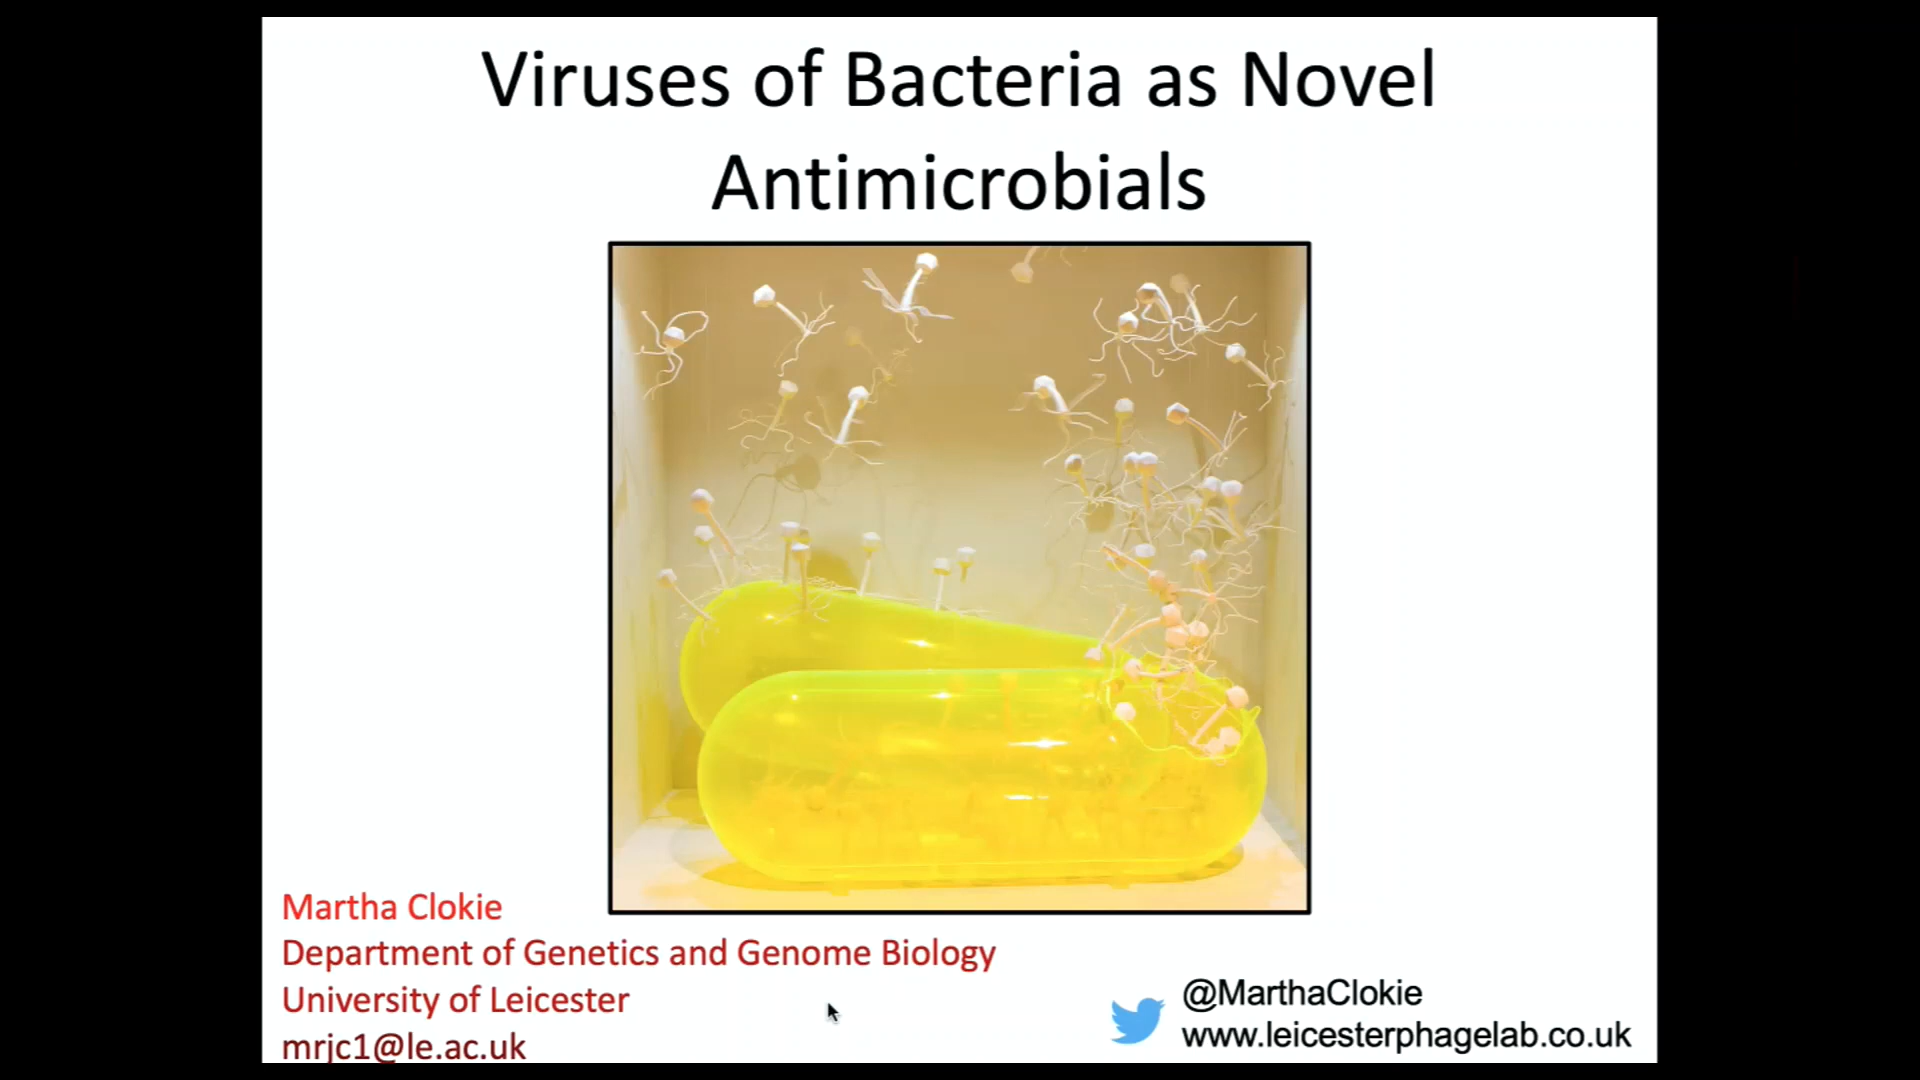 Viruses of Bacteria as Novel
Antimicrobials
Martha Clokie
Department of Genetics and Genome Biology
University of Leicester
mrjc1@le.ac.uk
@MarthaClokie
www.leicesterphagelab.co.uk